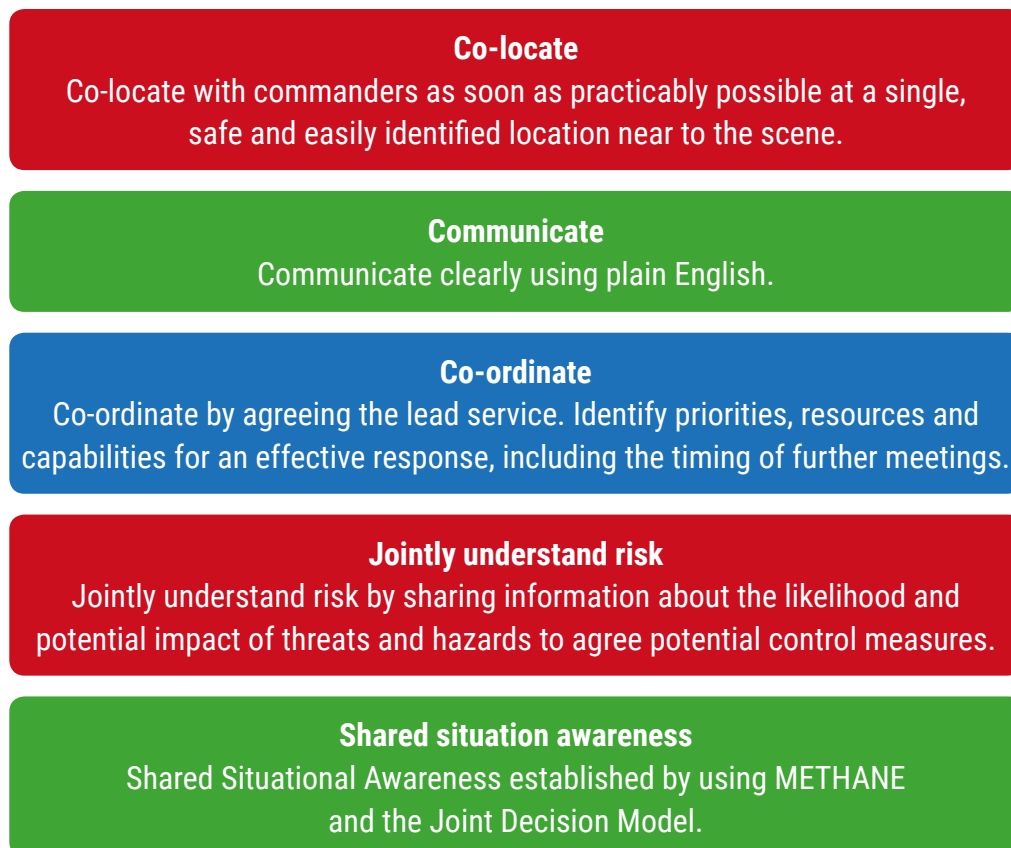 Co-locate
Co-locate with commanders as soon as practicably possible at a single,
safe and easily identified location near to the scene.
Communicate
Communicate clearly using plain English.
Co-ordinate
Co-ordinate by agreeing the lead service. Identify priorities, resources and
capabilities for an effective response, including the timing of further meetings.
Jointly understand risk
Jointly understand risk by sharing information about the likelihood and
potential impact of threats and hazards to agree potential control measures.
Shared situation awareness
Shared Situational Awareness established by using METHANE
and the Joint Decision Model.